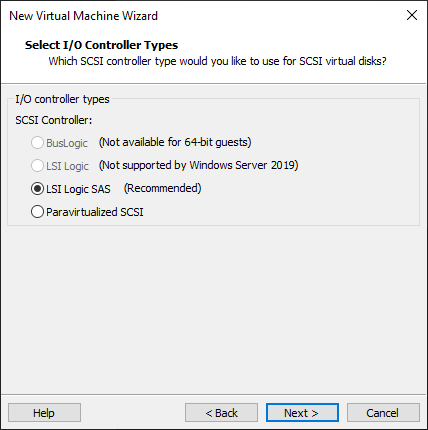 New Virtual Machine Wizard
Select I/O Controller Types
Which SCSI controller type would you like to use for SCSI virtual disks?
I/O controller types
SCSI Controller:
BusLogic (Not available for 64-bit guests)
LSI Logic (Not supported by Windows Server 2019)
LSI Logic SAS (Recommended)
Paravirtualized SCSI
Help < Back Next > Cancel